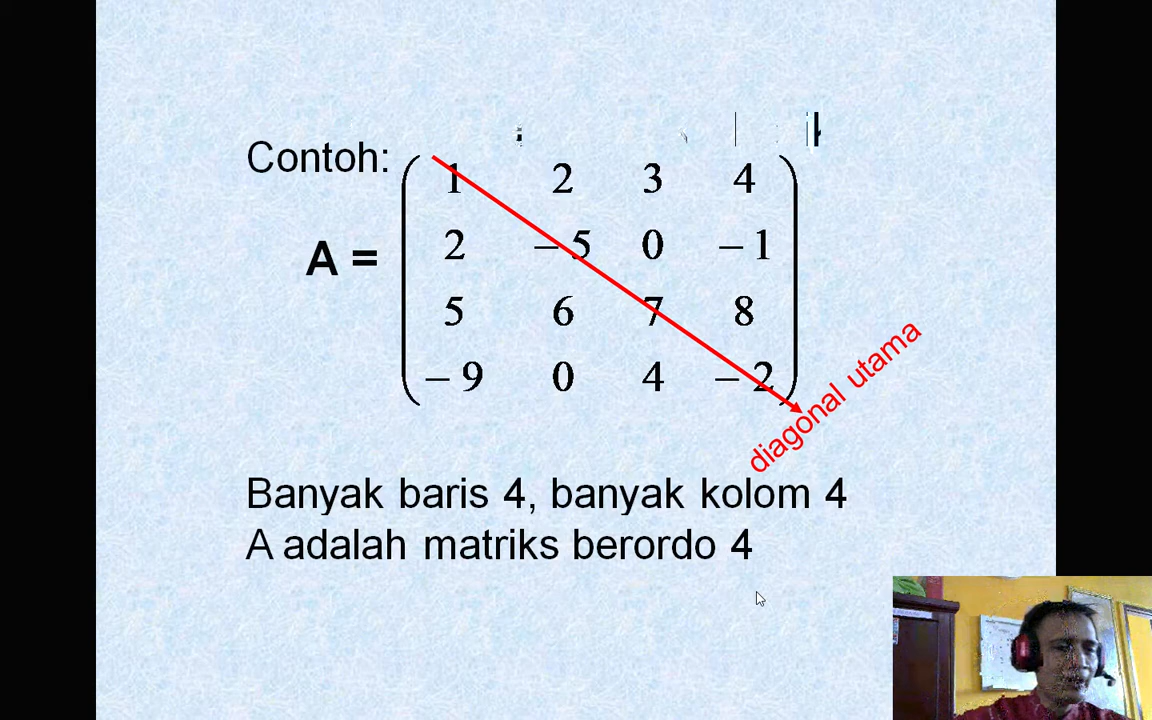 Contoh:
A =
1 2 3 4
2 – 5 0 – 1
5 6 7 8
– 9 0 4 – 2
diagonal utama
Banyak baris 4, banyak kolom 4
A adalah matriks berordo 4